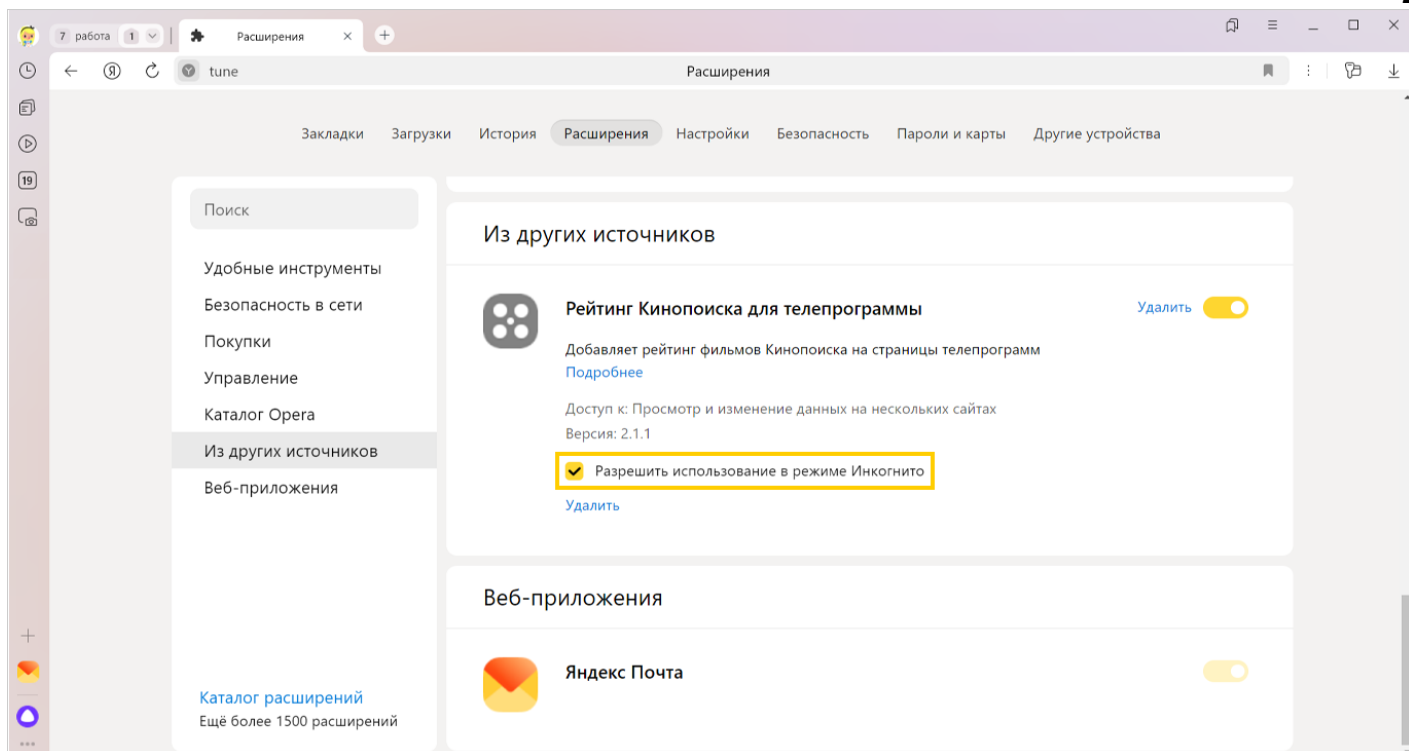 7 работа 1
Расширения
Я
tune
Расширения
19
Закладки Загрузки История Расширения Настройки Безопасность Пароли и карты Другие устройства
Поиск
Удобные инструменты
Безопасность в сети
Покупки
Управление
Каталог Opera
Из других источников
Веб-приложения
Каталог расширений
Ещё более 1500 расширений
Из других источников
Рейтинг Кинопоиска для телепрограммы
Удалить
Добавляет рейтинг фильмов Кинопоиска на страницы телепрограмм
Подробнее
Доступ к: Просмотр и изменение данных на нескольких сайтах
Версия: 2.1.1
Разрешить использование в режиме Инкогнито
Удалить
Веб-приложения
Яндекс Почта